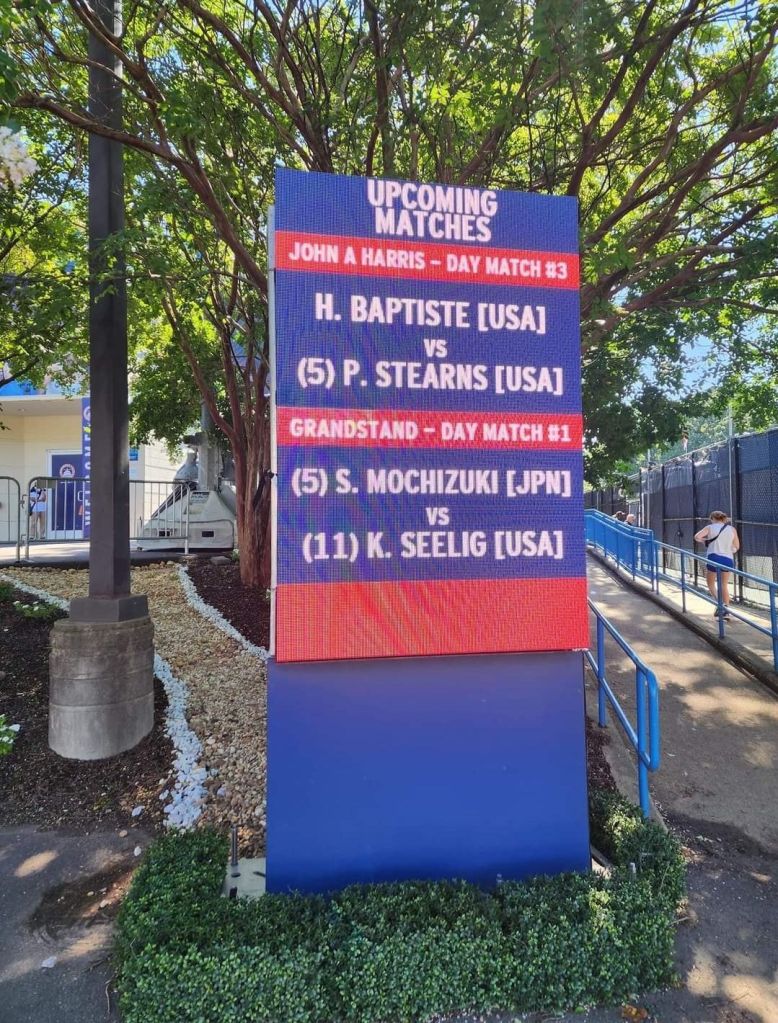 UPCOMING
MATCHES
JOHN A HARRIS - DAY MATCH #3
H. BAPTISTE [USA]
VS
(5) P. STEARNS [USA]
GRANDSTAND - DAY MATCH #1
(5) S. MOCHIZUKI [JPN]
VS
(11) K. SEELIG [USA]